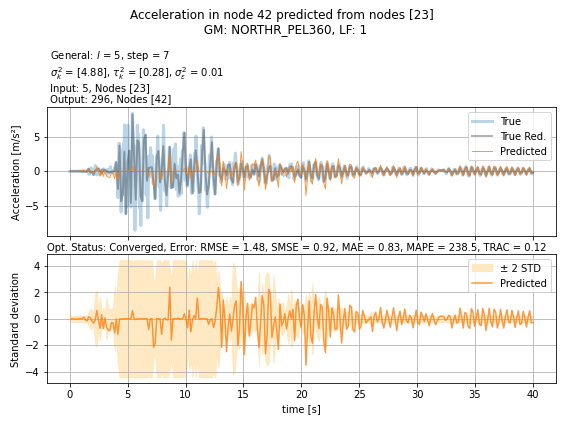 Acceleration in node 42 predicted from nodes [23]
GM: NORTHR_PEL360, LF: 1
General: l = 5, step = 7
σ²ₖ = [4.88], τ²ₖ = [0.28], σ²ε = 0.01
Input: 5, Nodes [23]
Output: 296, Nodes [42]
True
True Red.
Predicted
Acceleration [m/s²]
5
0
−5
Opt. Status: Converged, Error: RMSE = 1.48, SMSE = 0.92, MAE = 0.83, MAPE = 238.5, TRAC = 0.12
± 2 STD
Predicted
Standard deviation
4
2
0
−2
−4
0 5 10 15 20 25 30 35 40
time [s]